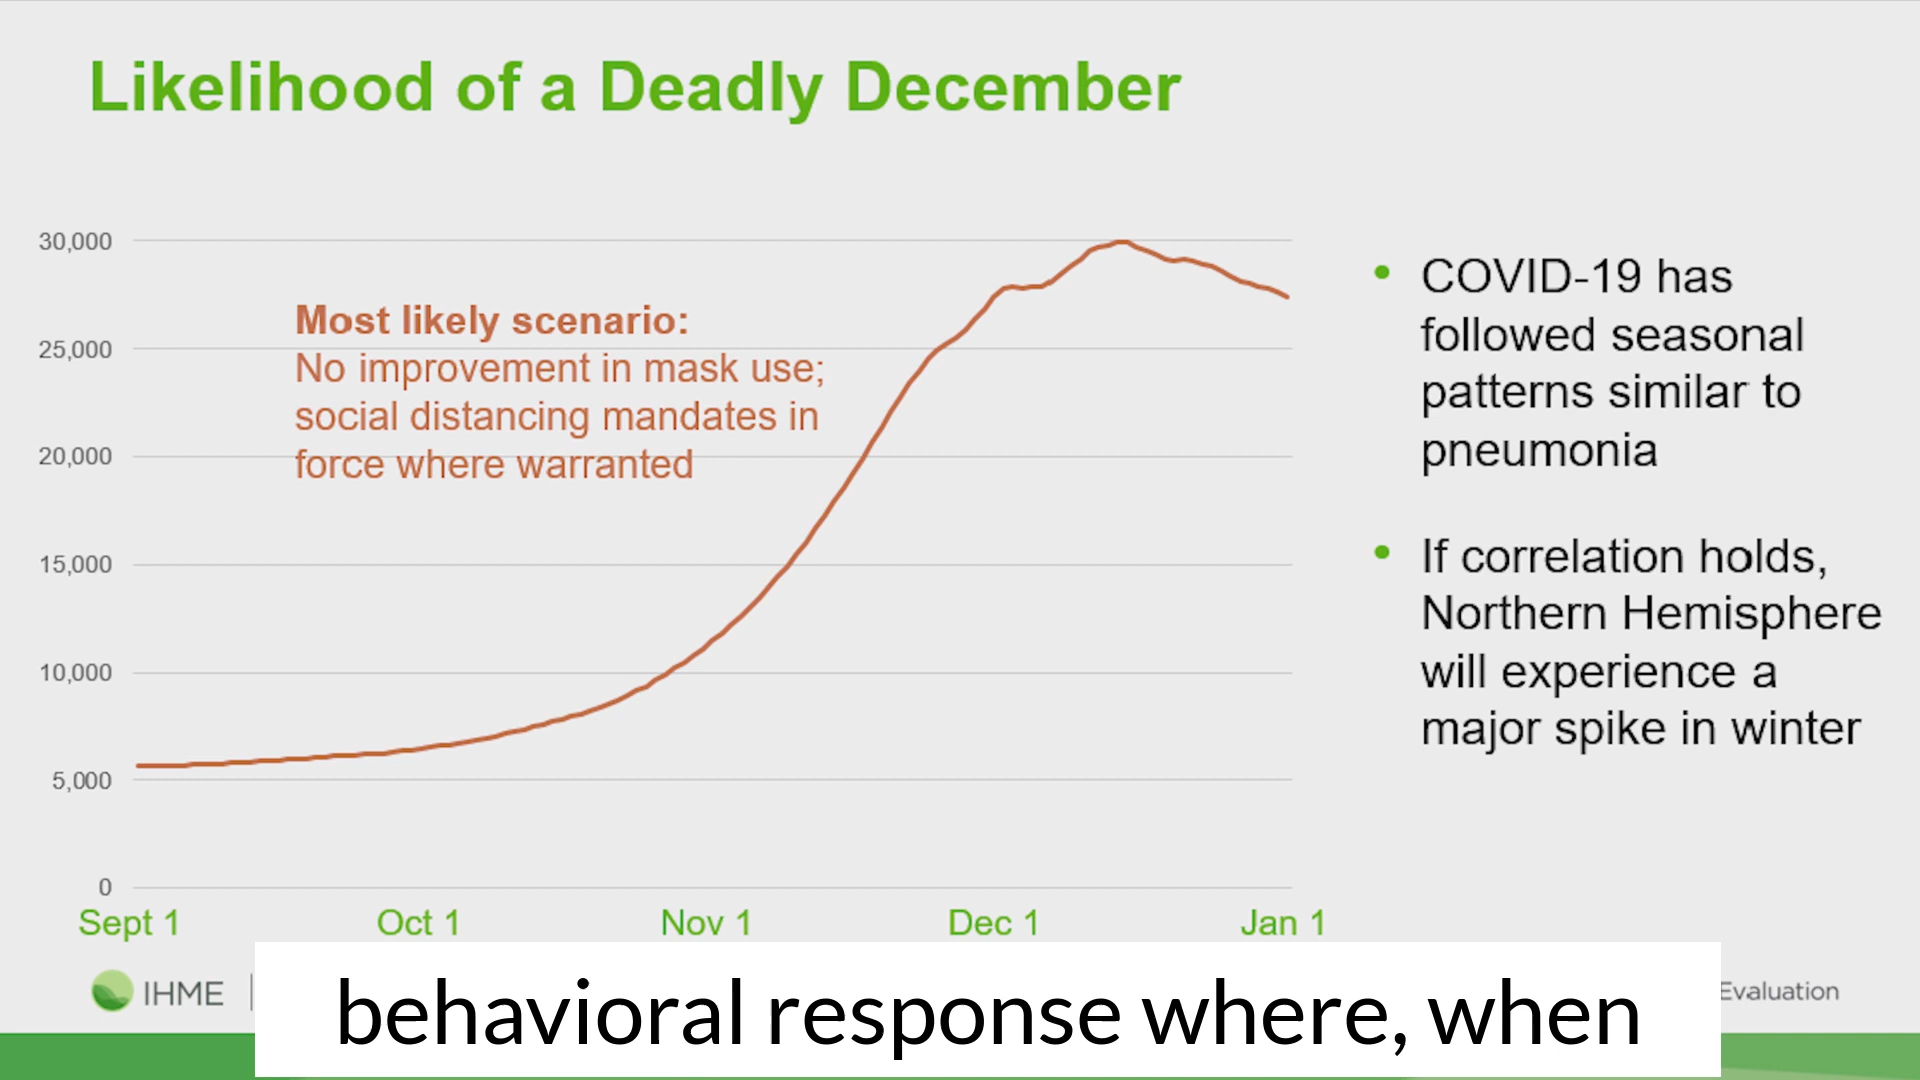 Likelihood of a Deadly December
30,000
25,000
20,000
15,000
10,000
5,000
0
Most likely scenario:
No improvement in mask use;
social distancing mandates in
force where warranted
Sept 1 Oct 1 Nov 1 Dec 1 Jan 1
• COVID-19 has
followed seasonal
patterns similar to
pneumonia
• If correlation holds,
Northern Hemisphere
will experience a
major spike in winter
IHME
Evaluation
behavioral response where, when